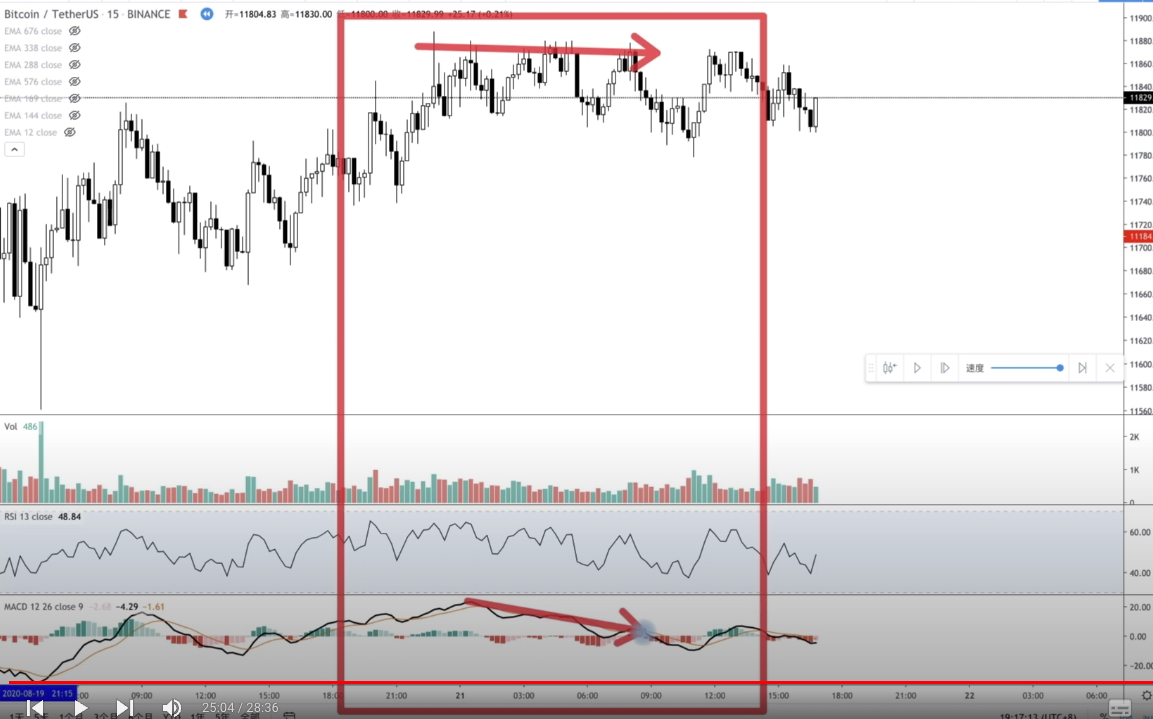 Bitcoin / TetherUS · 15 · BINANCE 开=11804.83 高=11830.00 11800.00 收=11829.99 +25.17 (+0.21%)
EMA 676 close
EMA 338 close
EMA 288 close
EMA 576 close
EMA 169 close
EMA 144 close
EMA 12 close
11900.
11880.
11860.
11840.
11829
11820.
11800.
11780.
11760.
11740.
11720.
11184
11700.
11680.
11660.
11640.
11620.
11600.
11580.
11560.
速度
Vol 486
2K
1K
0
RSI 13 close 48.84
60.00
40.00
MACD 12 26 close 9 -2.68 -4.29 -1.61
20.00
0.00
-20.00
2020-08-19 21:15 :00 09:00 12:00 15:00 18:00 21:00 21 03:00 06:00 09:00 12:00 15:00 18:00 21:00 22 03:00 06:00
25:04 / 28:36
19:17:13 (UTC+8) %